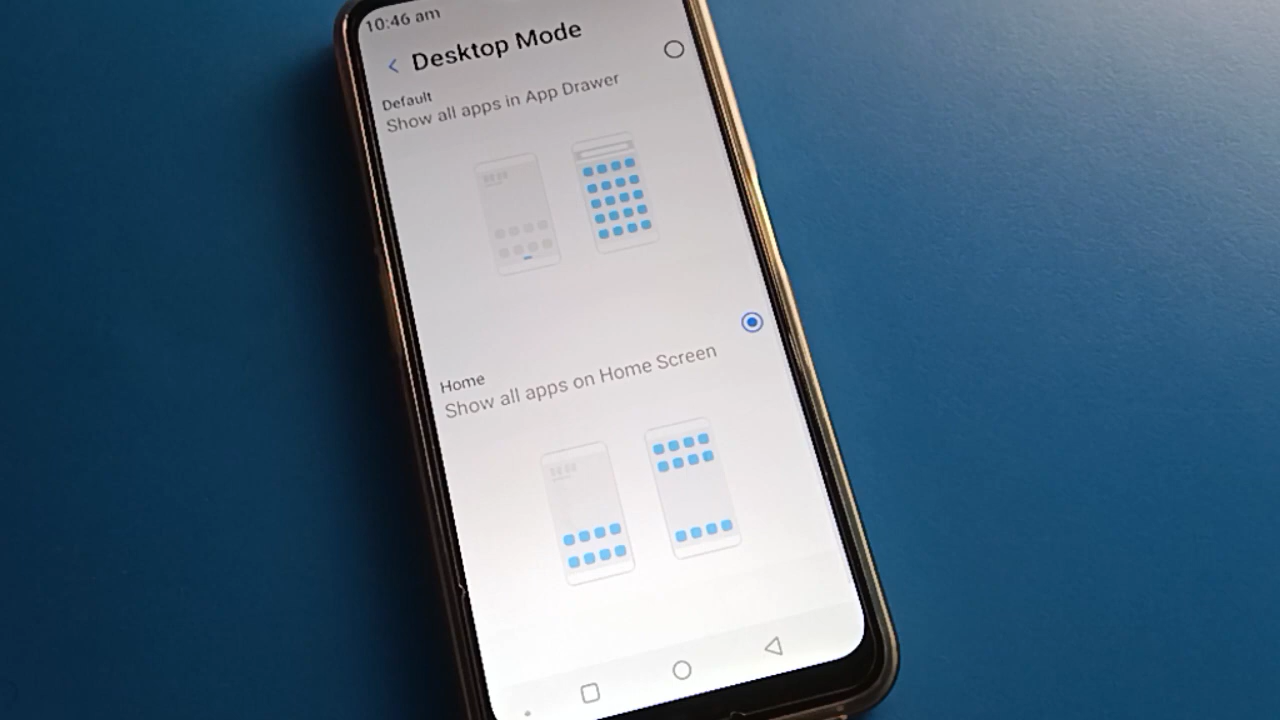 10:46 am
Desktop Mode
Default
Show all apps in App Drawer
Home
Show all apps on Home Screen